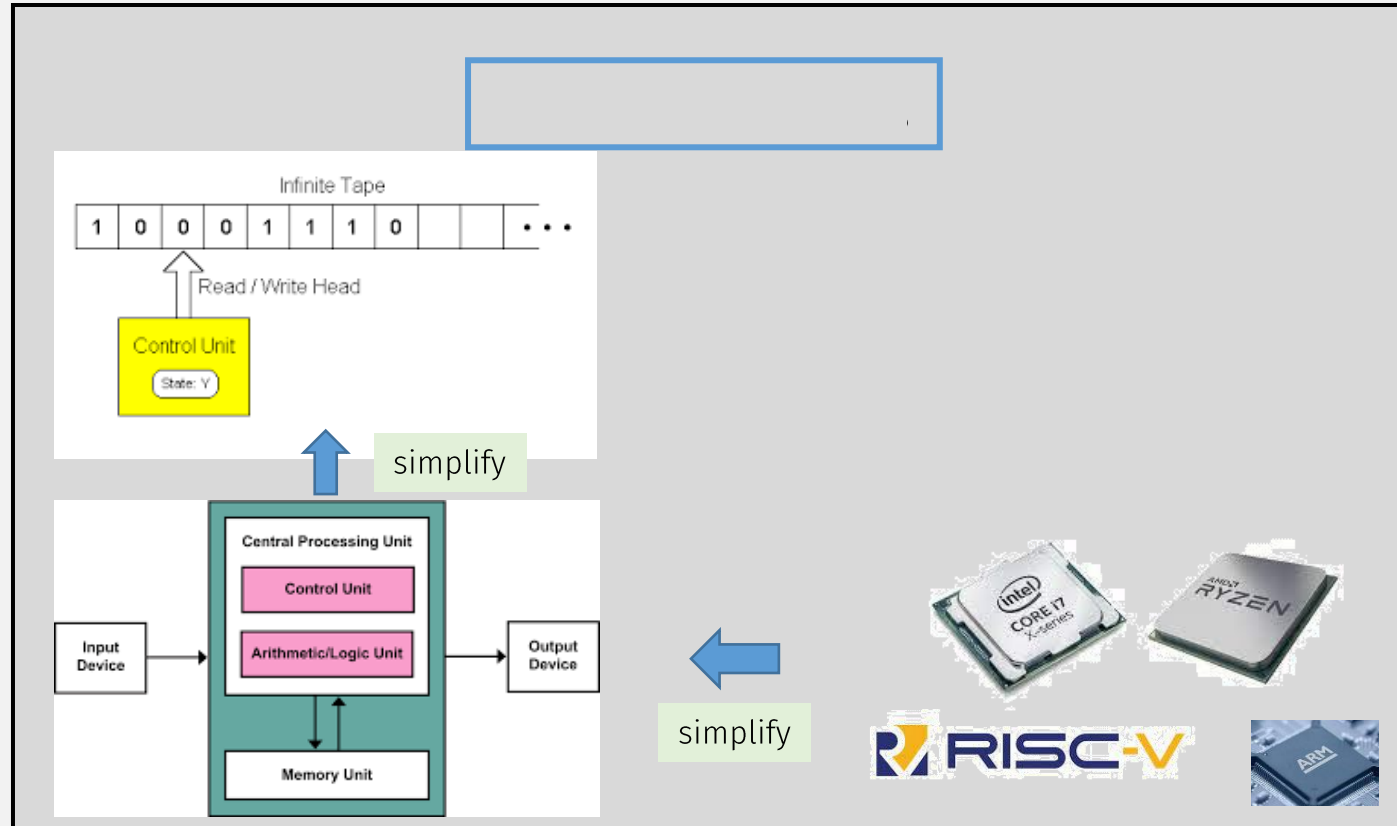 Infinite Tape
1 0 0 0 1 1 1 0 • • •
Read / Write Head
Control Unit
State: Y
simplify
Central Processing Unit
Control Unit
Arithmetic/Logic Unit
Memory Unit
Input
Device
Output
Device
simplify
intel
CORE i7
X-series
AMD
RYZEN
RISC-V
ARM